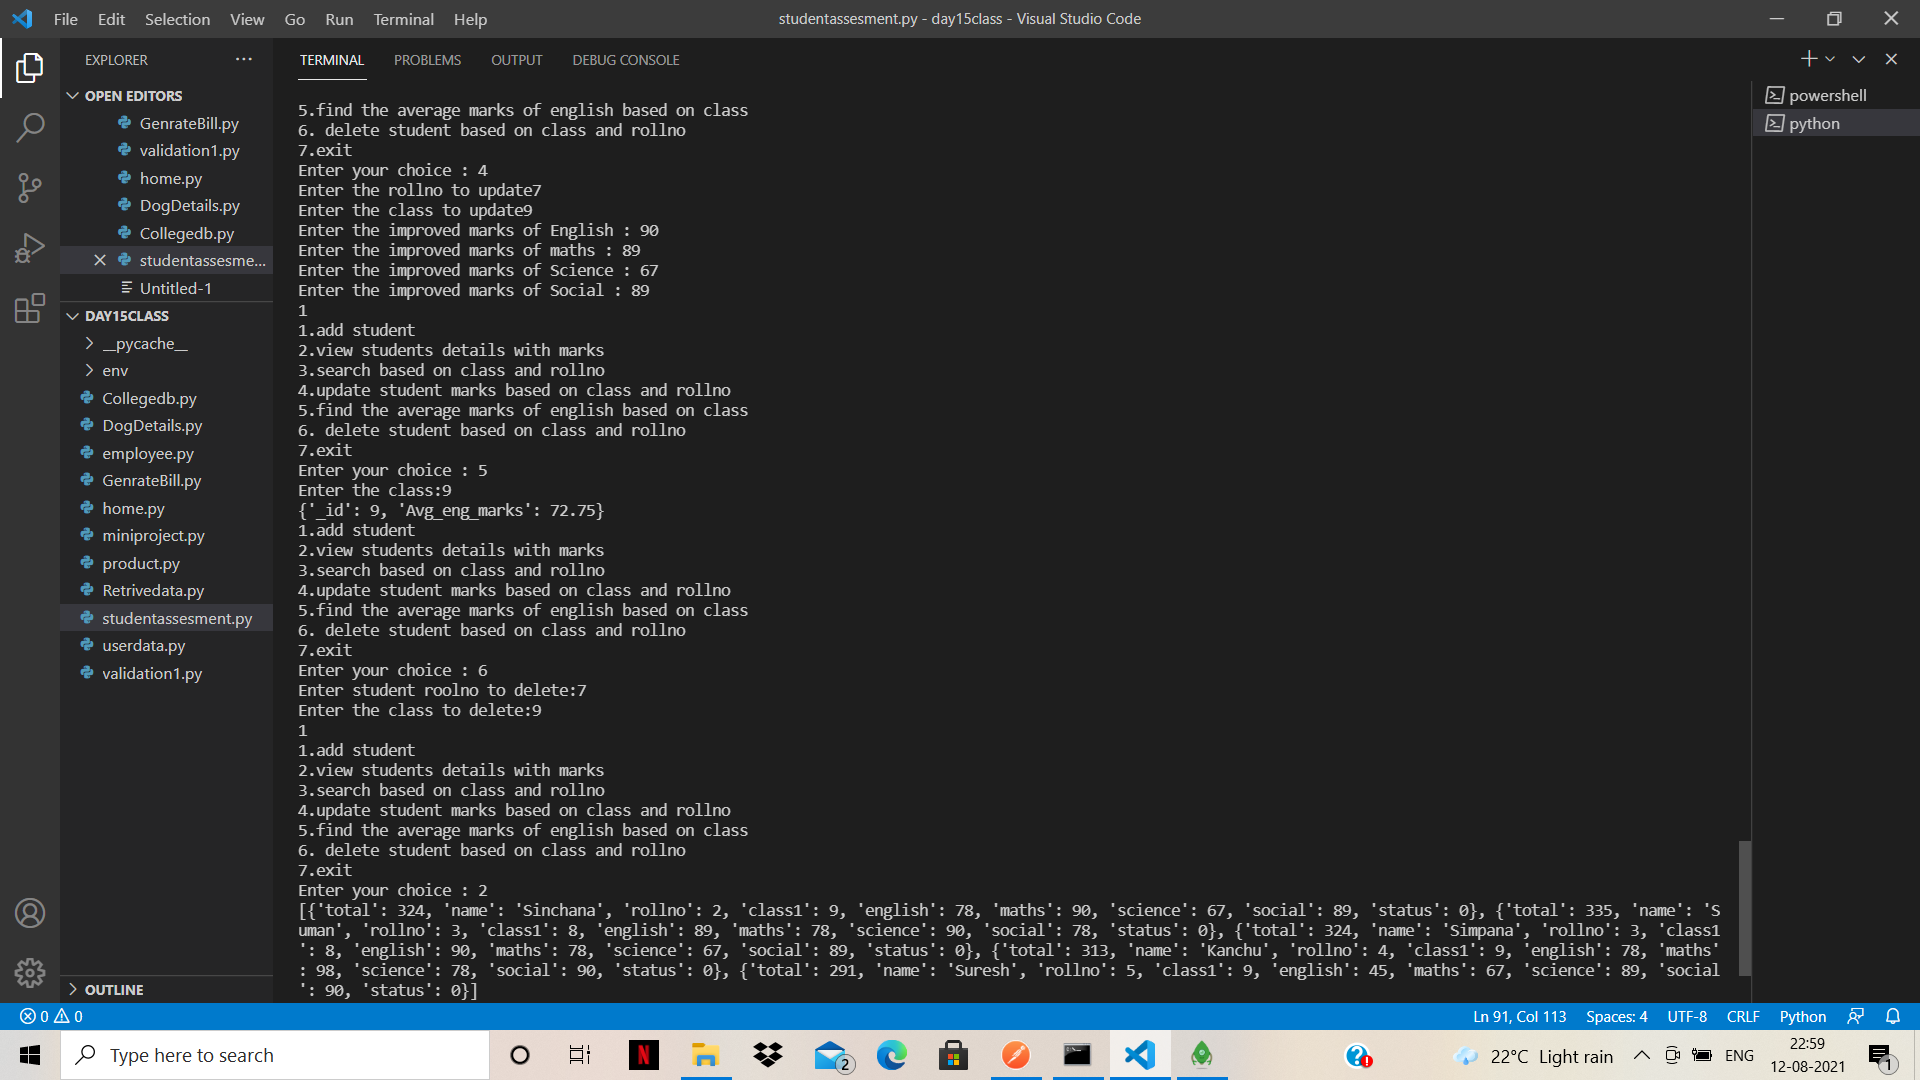 File Edit Selection View Go Run Terminal Help
studentassesment.py - day15class - Visual Studio Code
EXPLORER
OPEN EDITORS
GenrateBill.py
validation1.py
home.py
DogDetails.py
Collegedb.py
studentassesme...
Untitled-1
DAY15CLASS
__pycache__
env
Collegedb.py
DogDetails.py
employee.py
GenrateBill.py
home.py
miniproject.py
product.py
Retrivedata.py
studentassesment.py
userdata.py
validation1.py
OUTLINE
TERMINAL PROBLEMS OUTPUT DEBUG CONSOLE
5.find the average marks of english based on class
6. delete student based on class and rollno
7.exit
Enter your choice : 4
Enter the rollno to update7
Enter the class to update9
Enter the improved marks of English : 90
Enter the improved marks of maths : 89
Enter the improved marks of Science : 67
Enter the improved marks of Social : 89
1
1.add student
2.view students details with marks
3.search based on class and rollno
4.update student marks based on class and rollno
5.find the average marks of english based on class
6. delete student based on class and rollno
7.exit
Enter your choice : 5
Enter the class:9
{'_id': 9, 'Avg_eng_marks': 72.75}
1.add student
2.view students details with marks
3.search based on class and rollno
4.update student marks based on class and rollno
5.find the average marks of english based on class
6. delete student based on class and rollno
7.exit
Enter your choice : 6
Enter student roolno to delete:7
Enter the class to delete:9
1
1.add student
2.view students details with marks
3.search based on class and rollno
4.update student marks based on class and rollno
5.find the average marks of english based on class
6. delete student based on class and rollno
7.exit
Enter your choice : 2
[{'total': 324, 'name': 'Sinchana', 'rollno': 2, 'class1': 9, 'english': 78, 'maths': 90, 'science': 67, 'social': 89, 'status': 0}, {'total': 335, 'name': 'S
uman', 'rollno': 3, 'class1': 8, 'english': 89, 'maths': 78, 'science': 90, 'social': 78, 'status': 0}, {'total': 324, 'name': 'Simpana', 'rollno': 3, 'class1
': 8, 'english': 90, 'maths': 78, 'science': 67, 'social': 89, 'status': 0}, {'total': 313, 'name': 'Kanchu', 'rollno': 4, 'class1': 9, 'english': 78, 'maths'
: 98, 'science': 78, 'social': 90, 'status': 0}, {'total': 291, 'name': 'Suresh', 'rollno': 5, 'class1': 9, 'english': 45, 'maths': 67, 'science': 89, 'social
': 90, 'status': 0}]
powershell
python
0 0
Ln 91, Col 113 Spaces: 4 UTF-8 CRLF Python
Type here to search
N
2
22°C Light rain
ENG
22:59
12-08-2021
1